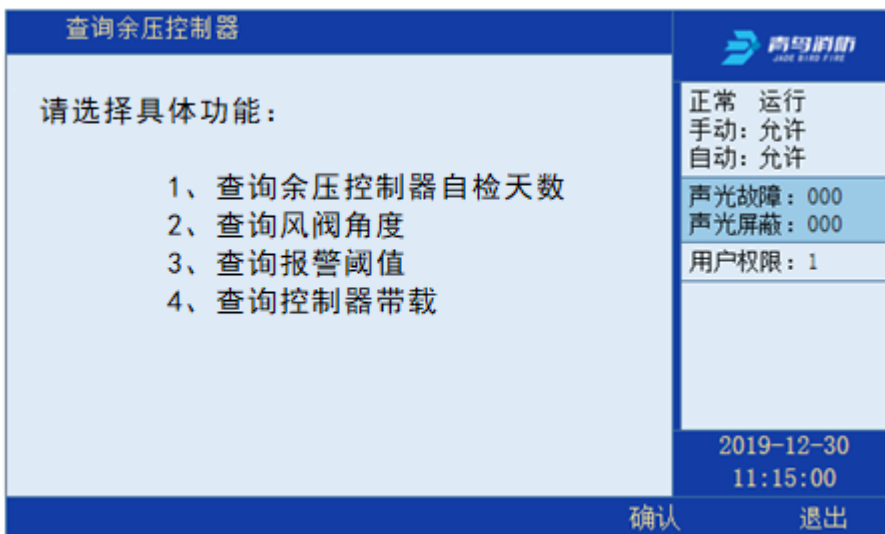 查询余压控制器
青鸟消防
JADE BIRD FIRE
请选择具体功能：
1、查询余压控制器自检天数
2、查询风阀角度
3、查询报警阈值
4、查询控制器带载
正常 运行
手动：允许
自动：允许
声光故障：000
声光屏蔽：000
用户权限：1
2019-12-30
11:15:00
确认 退出